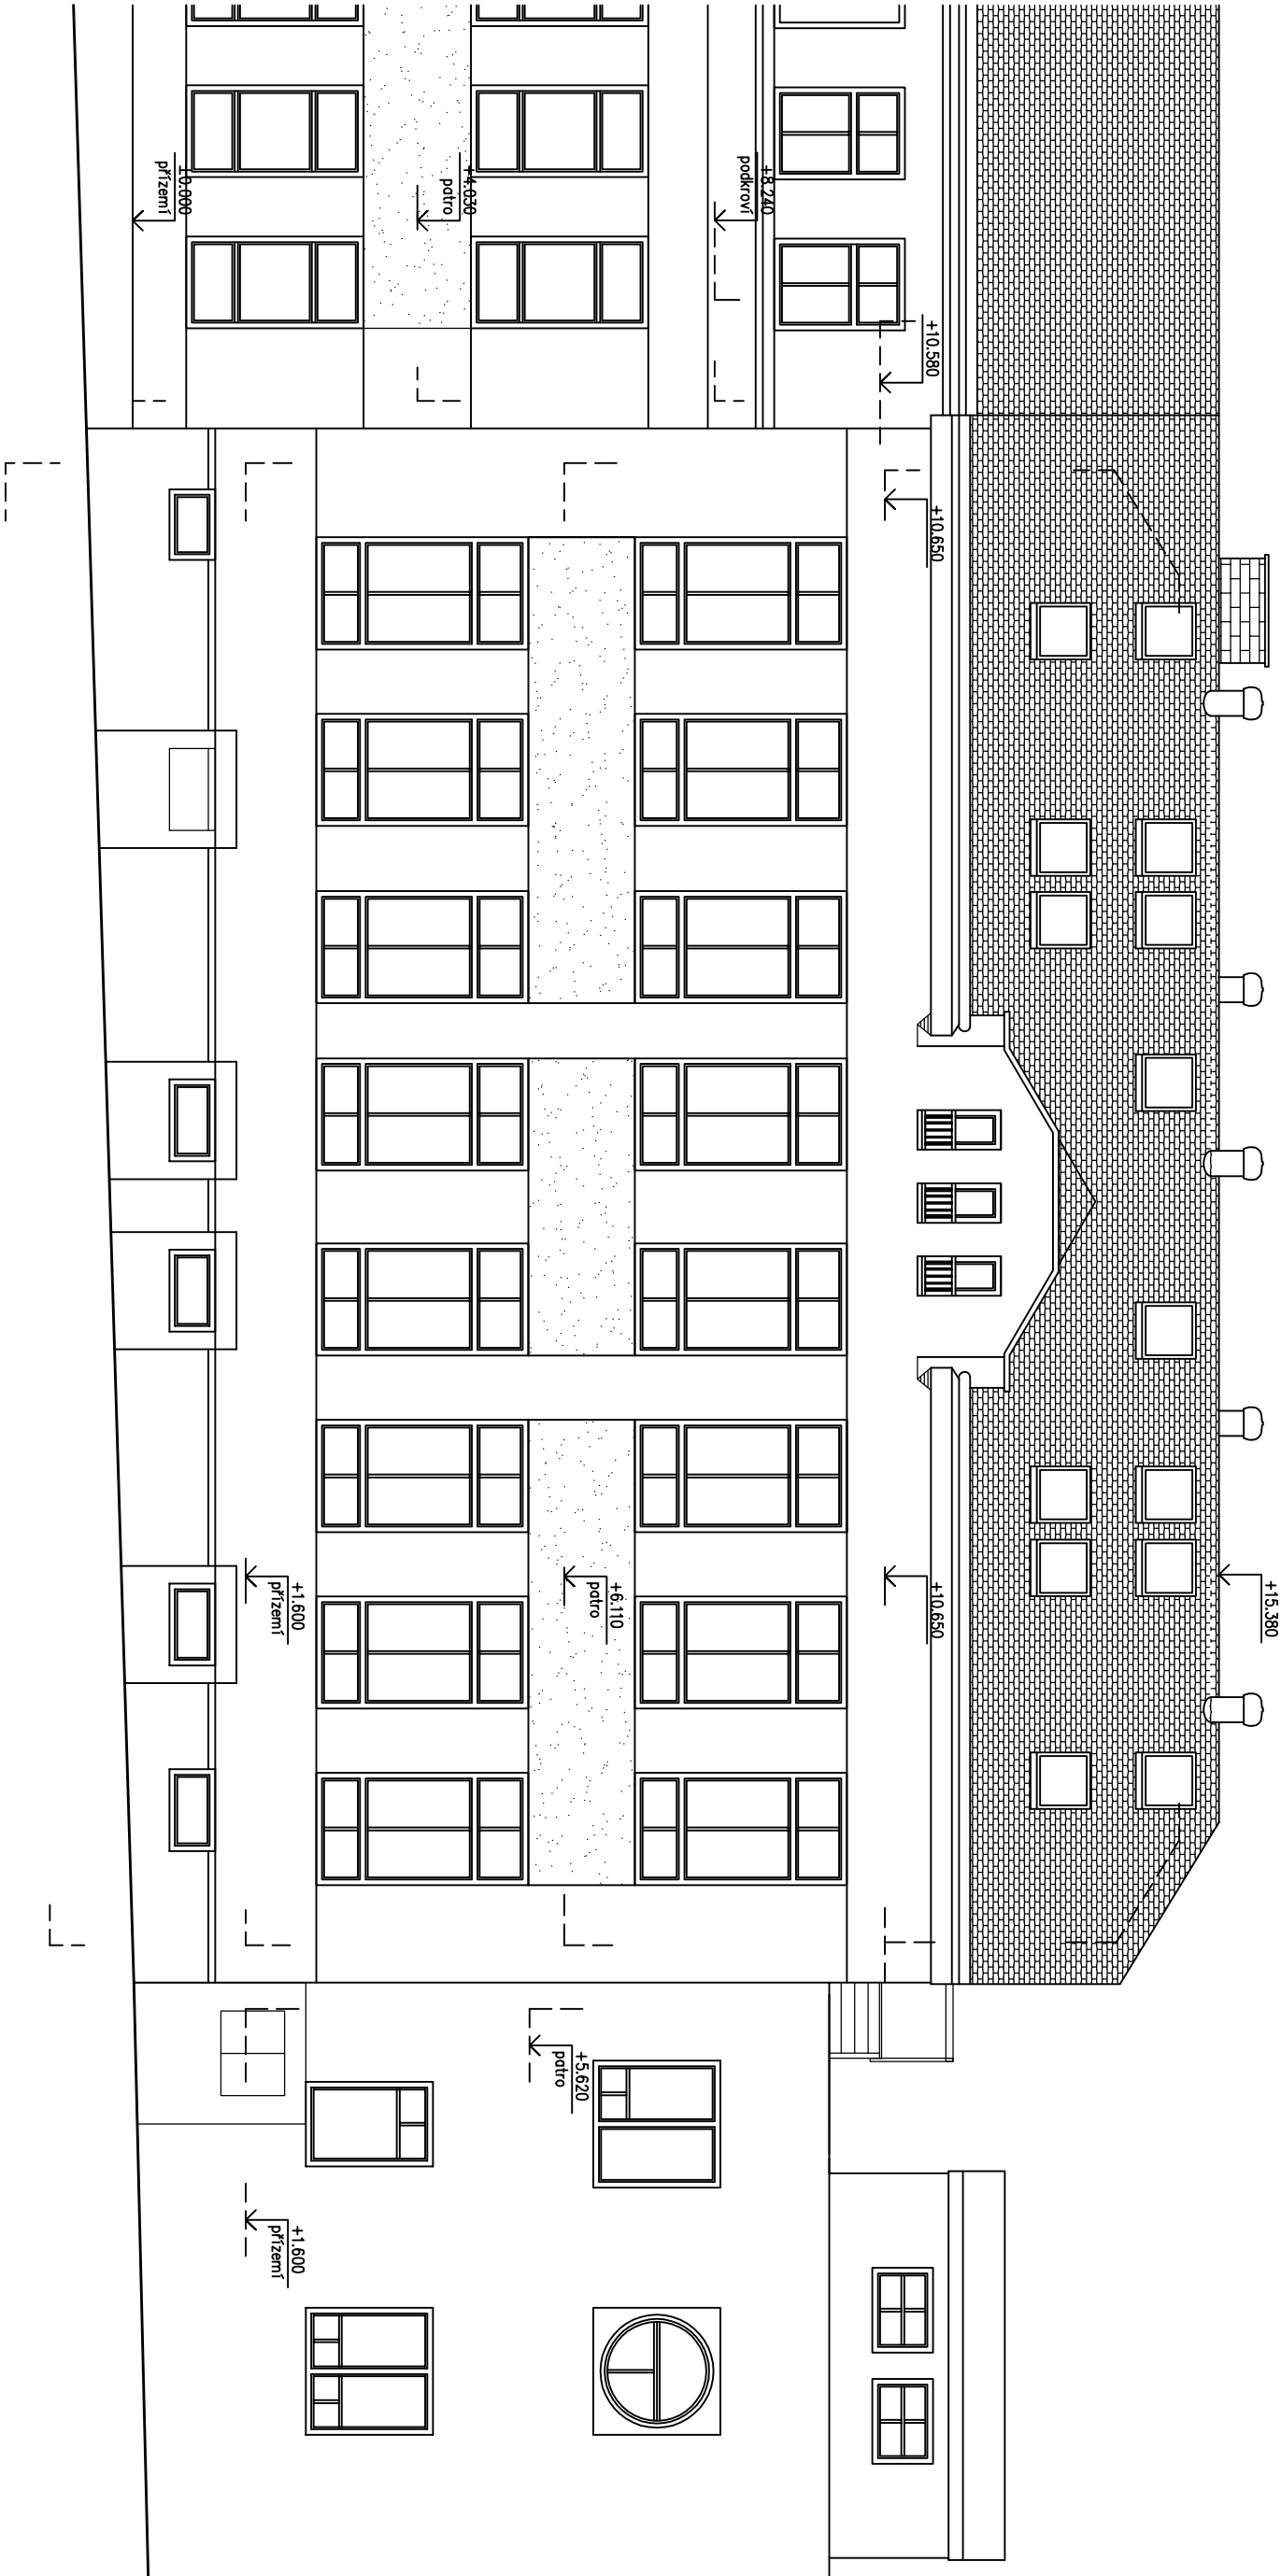 +15.380
+10.580
+10.650
+10.650
+8.240
podkroví
+4.030
patro
±0.000
přízemí
+6.110
patro
+5.620
patro
+1.600
přízemí
+1.600
přízemí